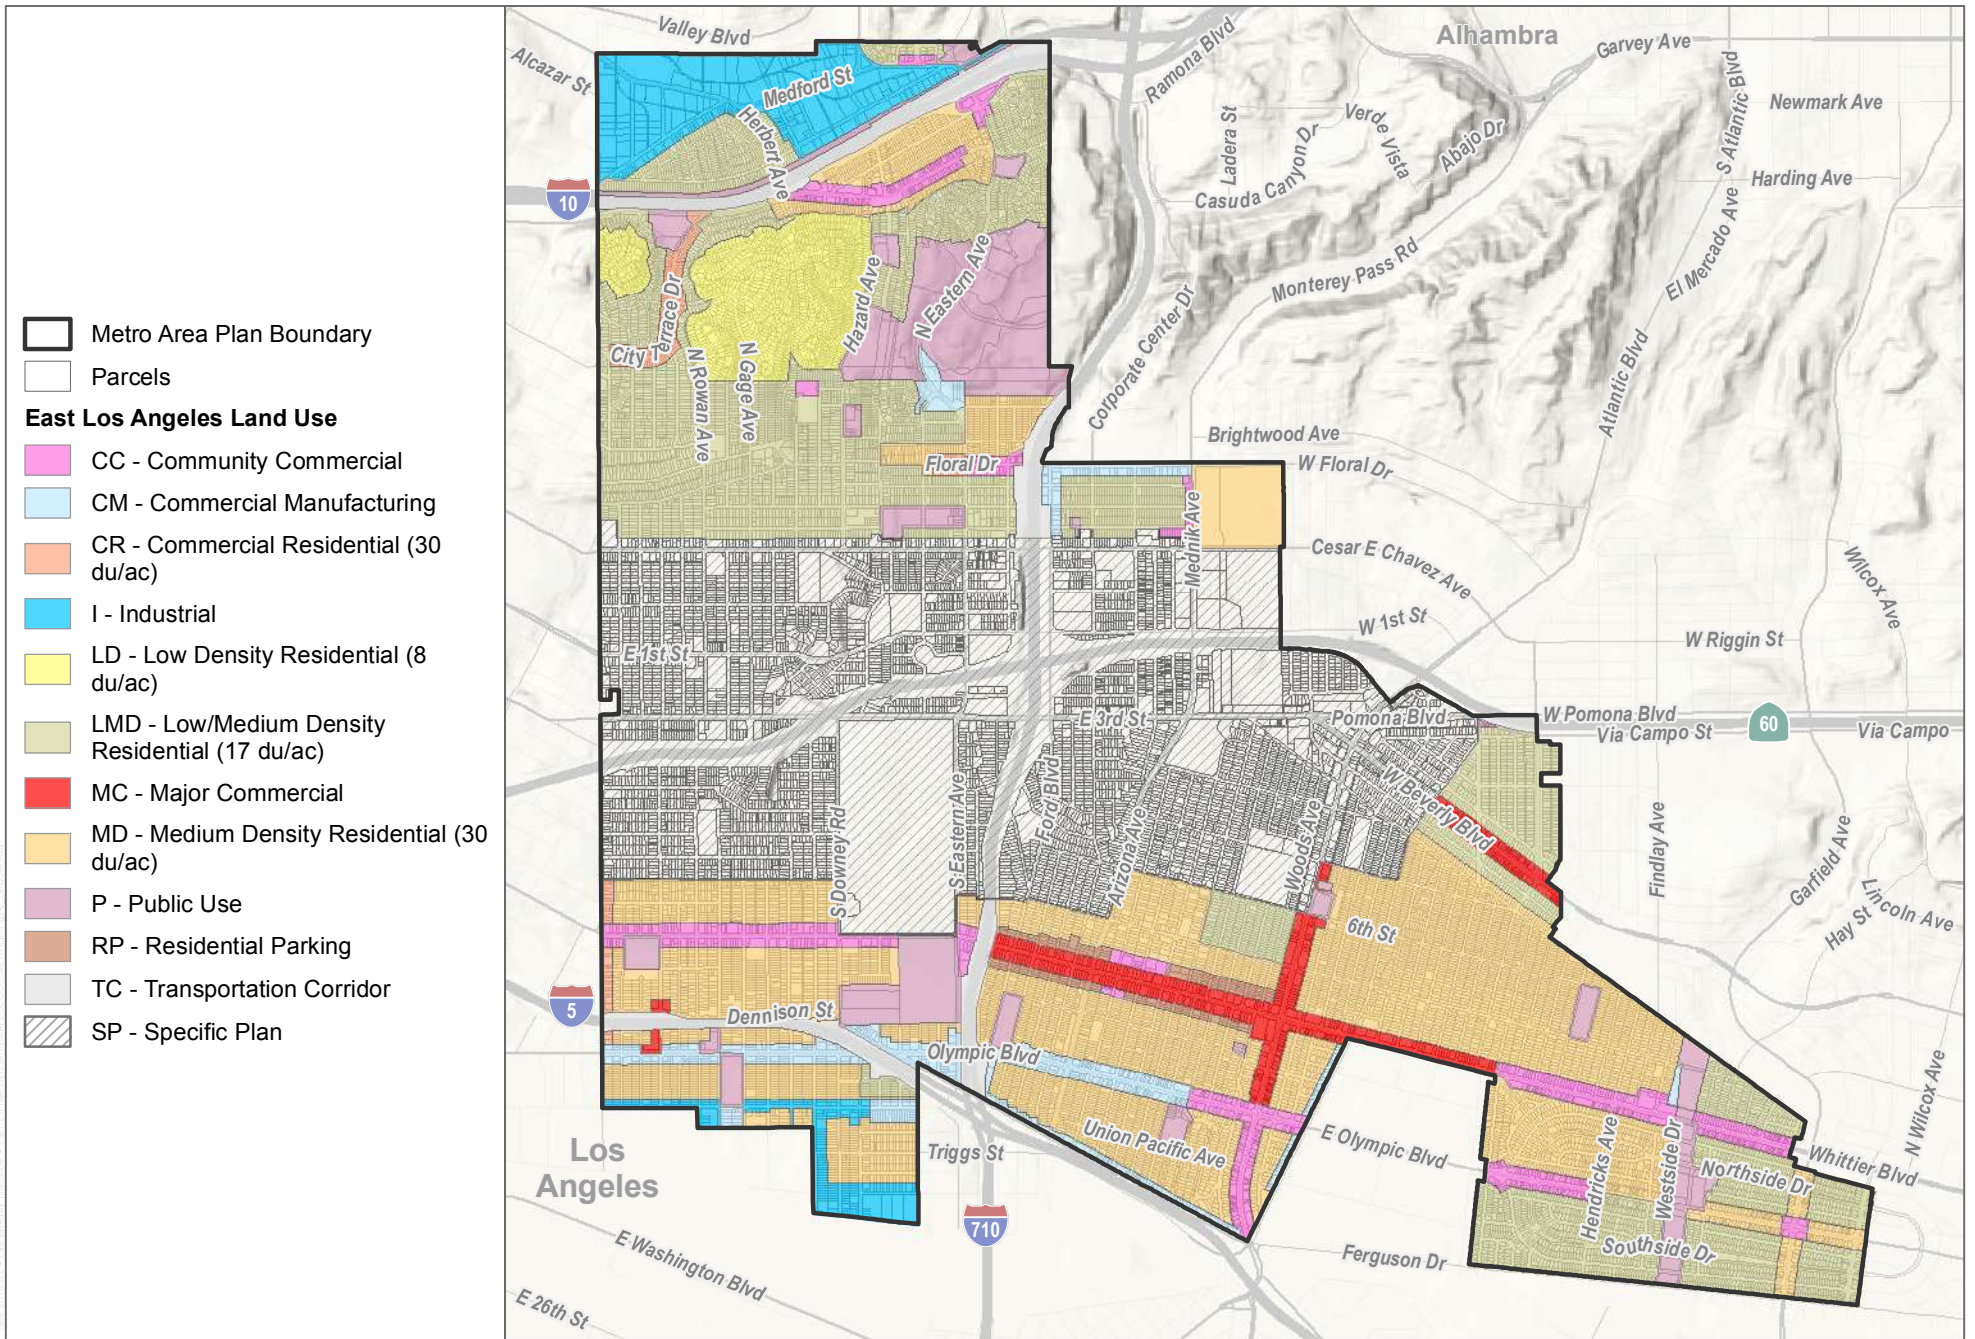 Metro Area Plan Boundary
Parcels
East Los Angeles Land Use
CC - Community Commercial
CM - Commercial Manufacturing
CR - Commercial Residential (30
du/ac)
I - Industrial
LD - Low Density Residential (8
du/ac)
LMD - Low/Medium Density
Residential (17 du/ac)
MC - Major Commercial
MD - Medium Density Residential (30
du/ac)
P - Public Use
RP - Residential Parking
TC - Transportation Corridor
SP - Specific Plan
Valley Blvd
Alcazar St
Medford St
Herbert Ave
Ramona Blvd
Alhambra
Garvey Ave
S Atlantic Blvd
Newmark Ave
Ladera St
Verde Vista
Abajo Dr
Casuda Canyon Dr
Harding Ave
10
El Mercado Ave
Monterey Pass Rd
City Terrace Dr
N Rowan Ave
N Gage Ave
Hazard Ave
N Eastern Ave
Corporate Center Dr
Atlantic Blvd
Brightwood Ave
Floral Dr
W Floral Dr
Mednik Ave
Cesar E Chavez Ave
Wilcox Ave
W 1st St
W Riggin St
E 1st St
E 3rd St
Pomona Blvd
W Pomona Blvd
Via Campo St
60
Via Campo
S Downey Rd
S Eastern Ave
Ford Blvd
Arizona Ave
Woods Ave
W Beverly Blvd
Findlay Ave
Garfield Ave
Lincoln Ave
Hay St
6th St
5
Dennison St
Olympic Blvd
Union Pacific Ave
E Olympic Blvd
Hendricks Ave
Westside Dr
Northside Dr
Southside Dr
Whittier Blvd
N Wilcox Ave
Los
Angeles
Triggs St
710
E Washington Blvd
Ferguson Dr
E 26th St